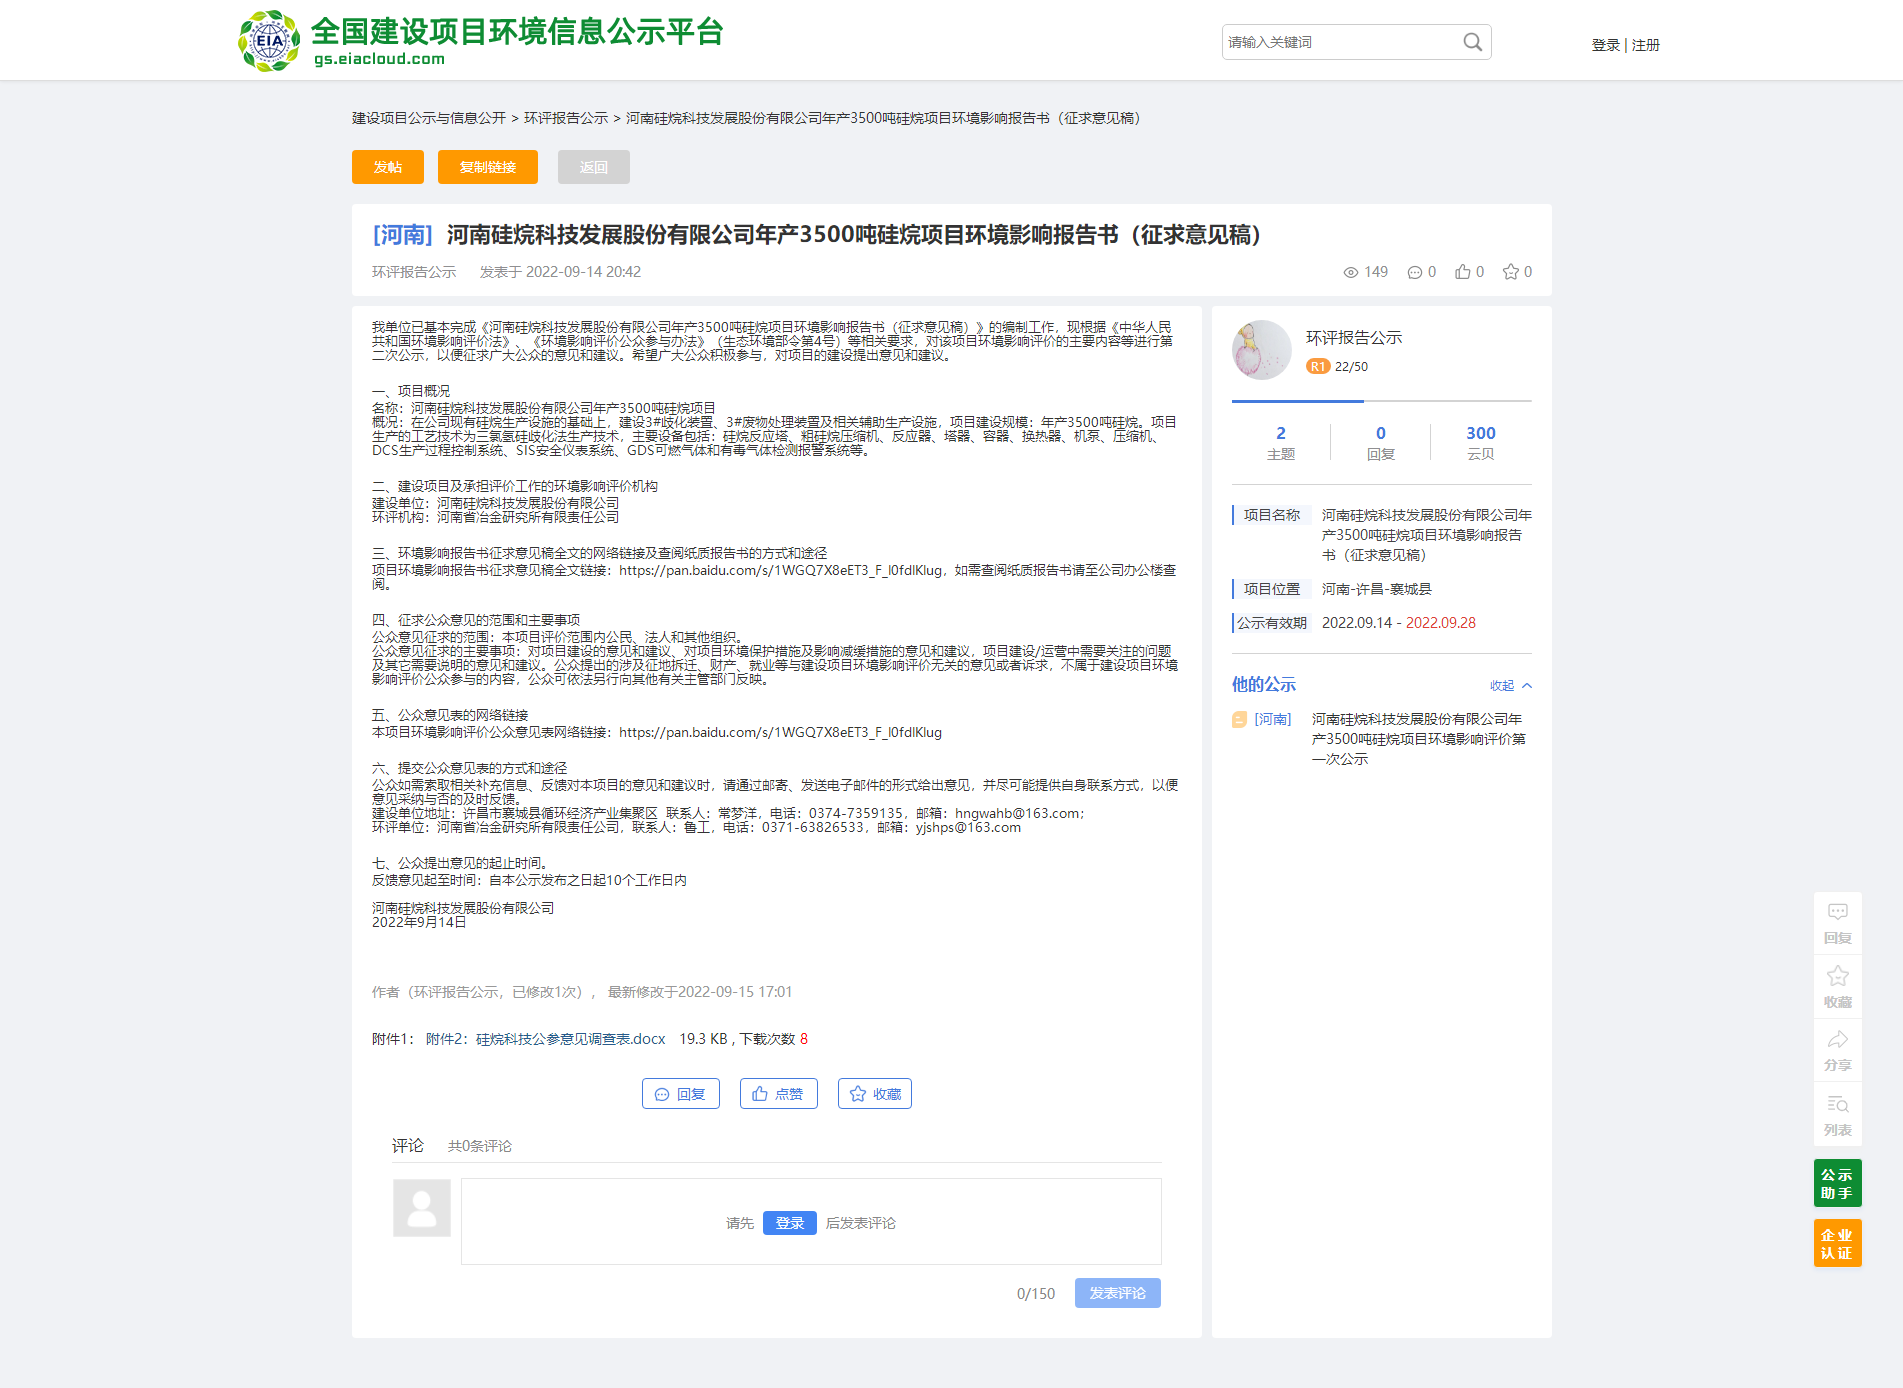 EIA
全国建设项目环境信息公示平台
gs.eiacloud.com
请输入关键词
登录 | 注册
建设项目公示与信息公开 > 环评报告公示 > 河南硅烷科技发展股份有限公司年产3500吨硅烷项目环境影响报告书（征求意见稿）
发帖
复制链接
返回
[河南] 河南硅烷科技发展股份有限公司年产3500吨硅烷项目环境影响报告书（征求意见稿）
环评报告公示 发表于 2022-09-14 20:42
149 0 0 0
我单位已基本完成《河南硅烷科技发展股份有限公司年产3500吨硅烷项目环境影响报告书（征求意见稿）》的编制工作，现根据《中华人民
共和国环境影响评价法》、《环境影响评价公众参与办法》（生态环境部令第4号）等相关要求，对该项目环境影响评价的主要内容等进行第
二次公示，以便征求广大公众的意见和建议。希望广大公众积极参与，对项目的建设提出意见和建议。
一、项目概况
名称：河南硅烷科技发展股份有限公司年产3500吨硅烷项目
概况：在公司现有硅烷生产设施的基础上，建设3#歧化装置、3#废物处理装置及相关辅助生产设施，项目建设规模：年产3500吨硅烷。项目
生产的工艺技术为三氯氢硅歧化法生产技术，主要设备包括：硅烷反应塔、粗硅烷压缩机、反应器、塔器、容器、换热器、机泵、压缩机、
DCS生产过程控制系统、SIS安全仪表系统、GDS可燃气体和有毒气体检测报警系统等。
二、建设项目及承担评价工作的环境影响评价机构
建设单位：河南硅烷科技发展股份有限公司
环评机构：河南省冶金研究所有限责任公司
三、环境影响报告书征求意见稿全文的网络链接及查阅纸质报告书的方式和途径
项目环境影响报告书征求意见稿全文链接：https://pan.baidu.com/s/1WGQ7X8eET3_F_l0fdlKlug，如需查阅纸质报告书请至公司办公楼查
阅。
四、征求公众意见的范围和主要事项
公众意见征求的范围：本项目评价范围内公民、法人和其他组织。
公众意见征求的主要事项：对项目建设的意见和建议、对项目环境保护措施及影响减缓措施的意见和建议，项目建设/运营中需要关注的问题
及其它需要说明的意见和建议。公众提出的涉及征地拆迁、财产、就业等与建设项目环境影响评价无关的意见或者诉求，不属于建设项目环境
影响评价公众参与的内容，公众可依法另行向其他有关主管部门反映。
五、公众意见表的网络链接
本项目环境影响评价公众意见表网络链接：https://pan.baidu.com/s/1WGQ7X8eET3_F_l0fdlKlug
六、提交公众意见表的方式和途径
公众如需索取相关补充信息、反馈对本项目的意见和建议时，请通过邮寄、发送电子邮件的形式给出意见，并尽可能提供自身联系方式，以便
意见采纳与否的及时反馈。
建设单位地址：许昌市襄城县循环经济产业集聚区 联系人：常梦洋，电话：0374-7359135，邮箱：hngwahb@163.com；
环评单位：河南省冶金研究所有限责任公司，联系人：鲁工，电话：0371-63826533，邮箱：yjshps@163.com
七、公众提出意见的起止时间。
反馈意见起至时间：自本公示发布之日起10个工作日内
河南硅烷科技发展股份有限公司
2022年9月14日
作者（环评报告公示，已修改1次）， 最新修改于2022-09-15 17:01
附件1： 附件2：硅烷科技公参意见调查表.docx 19.3 KB , 下载次数 8
回复
点赞
收藏
评论 共0条评论
请先 登录 后发表评论
0/150 发表评论
环评报告公示
R1 22/50
2 0 300
主题 回复 云贝
项目名称 河南硅烷科技发展股份有限公司年
产3500吨硅烷项目环境影响报告
书（征求意见稿）
项目位置 河南-许昌-襄城县
公示有效期 2022.09.14 - 2022.09.28
他的公示 收起
[河南] 河南硅烷科技发展股份有限公司年
产3500吨硅烷项目环境影响评价第
一次公示
回复
收藏
分享
列表
公示
助手
企业
认证